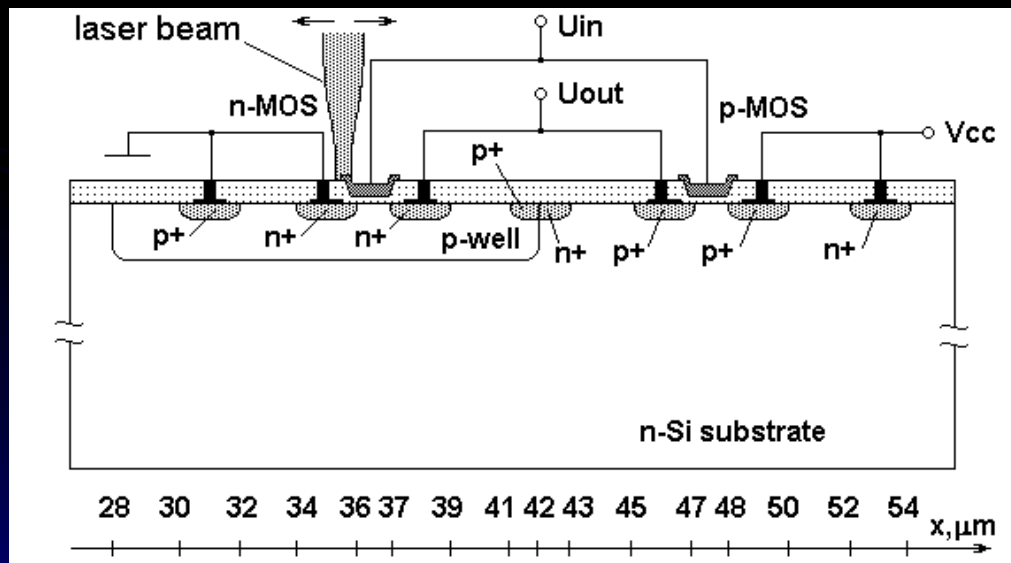 laser beam
Uin
n-MOS
Uout
p-MOS
Vcc
p+
p+
n+
n+
p-well
n+
p+
p+
n+
n-Si substrate
28 30 32 34 36 37 39 41 42 43 45 47 48 50 52 54
x,μm